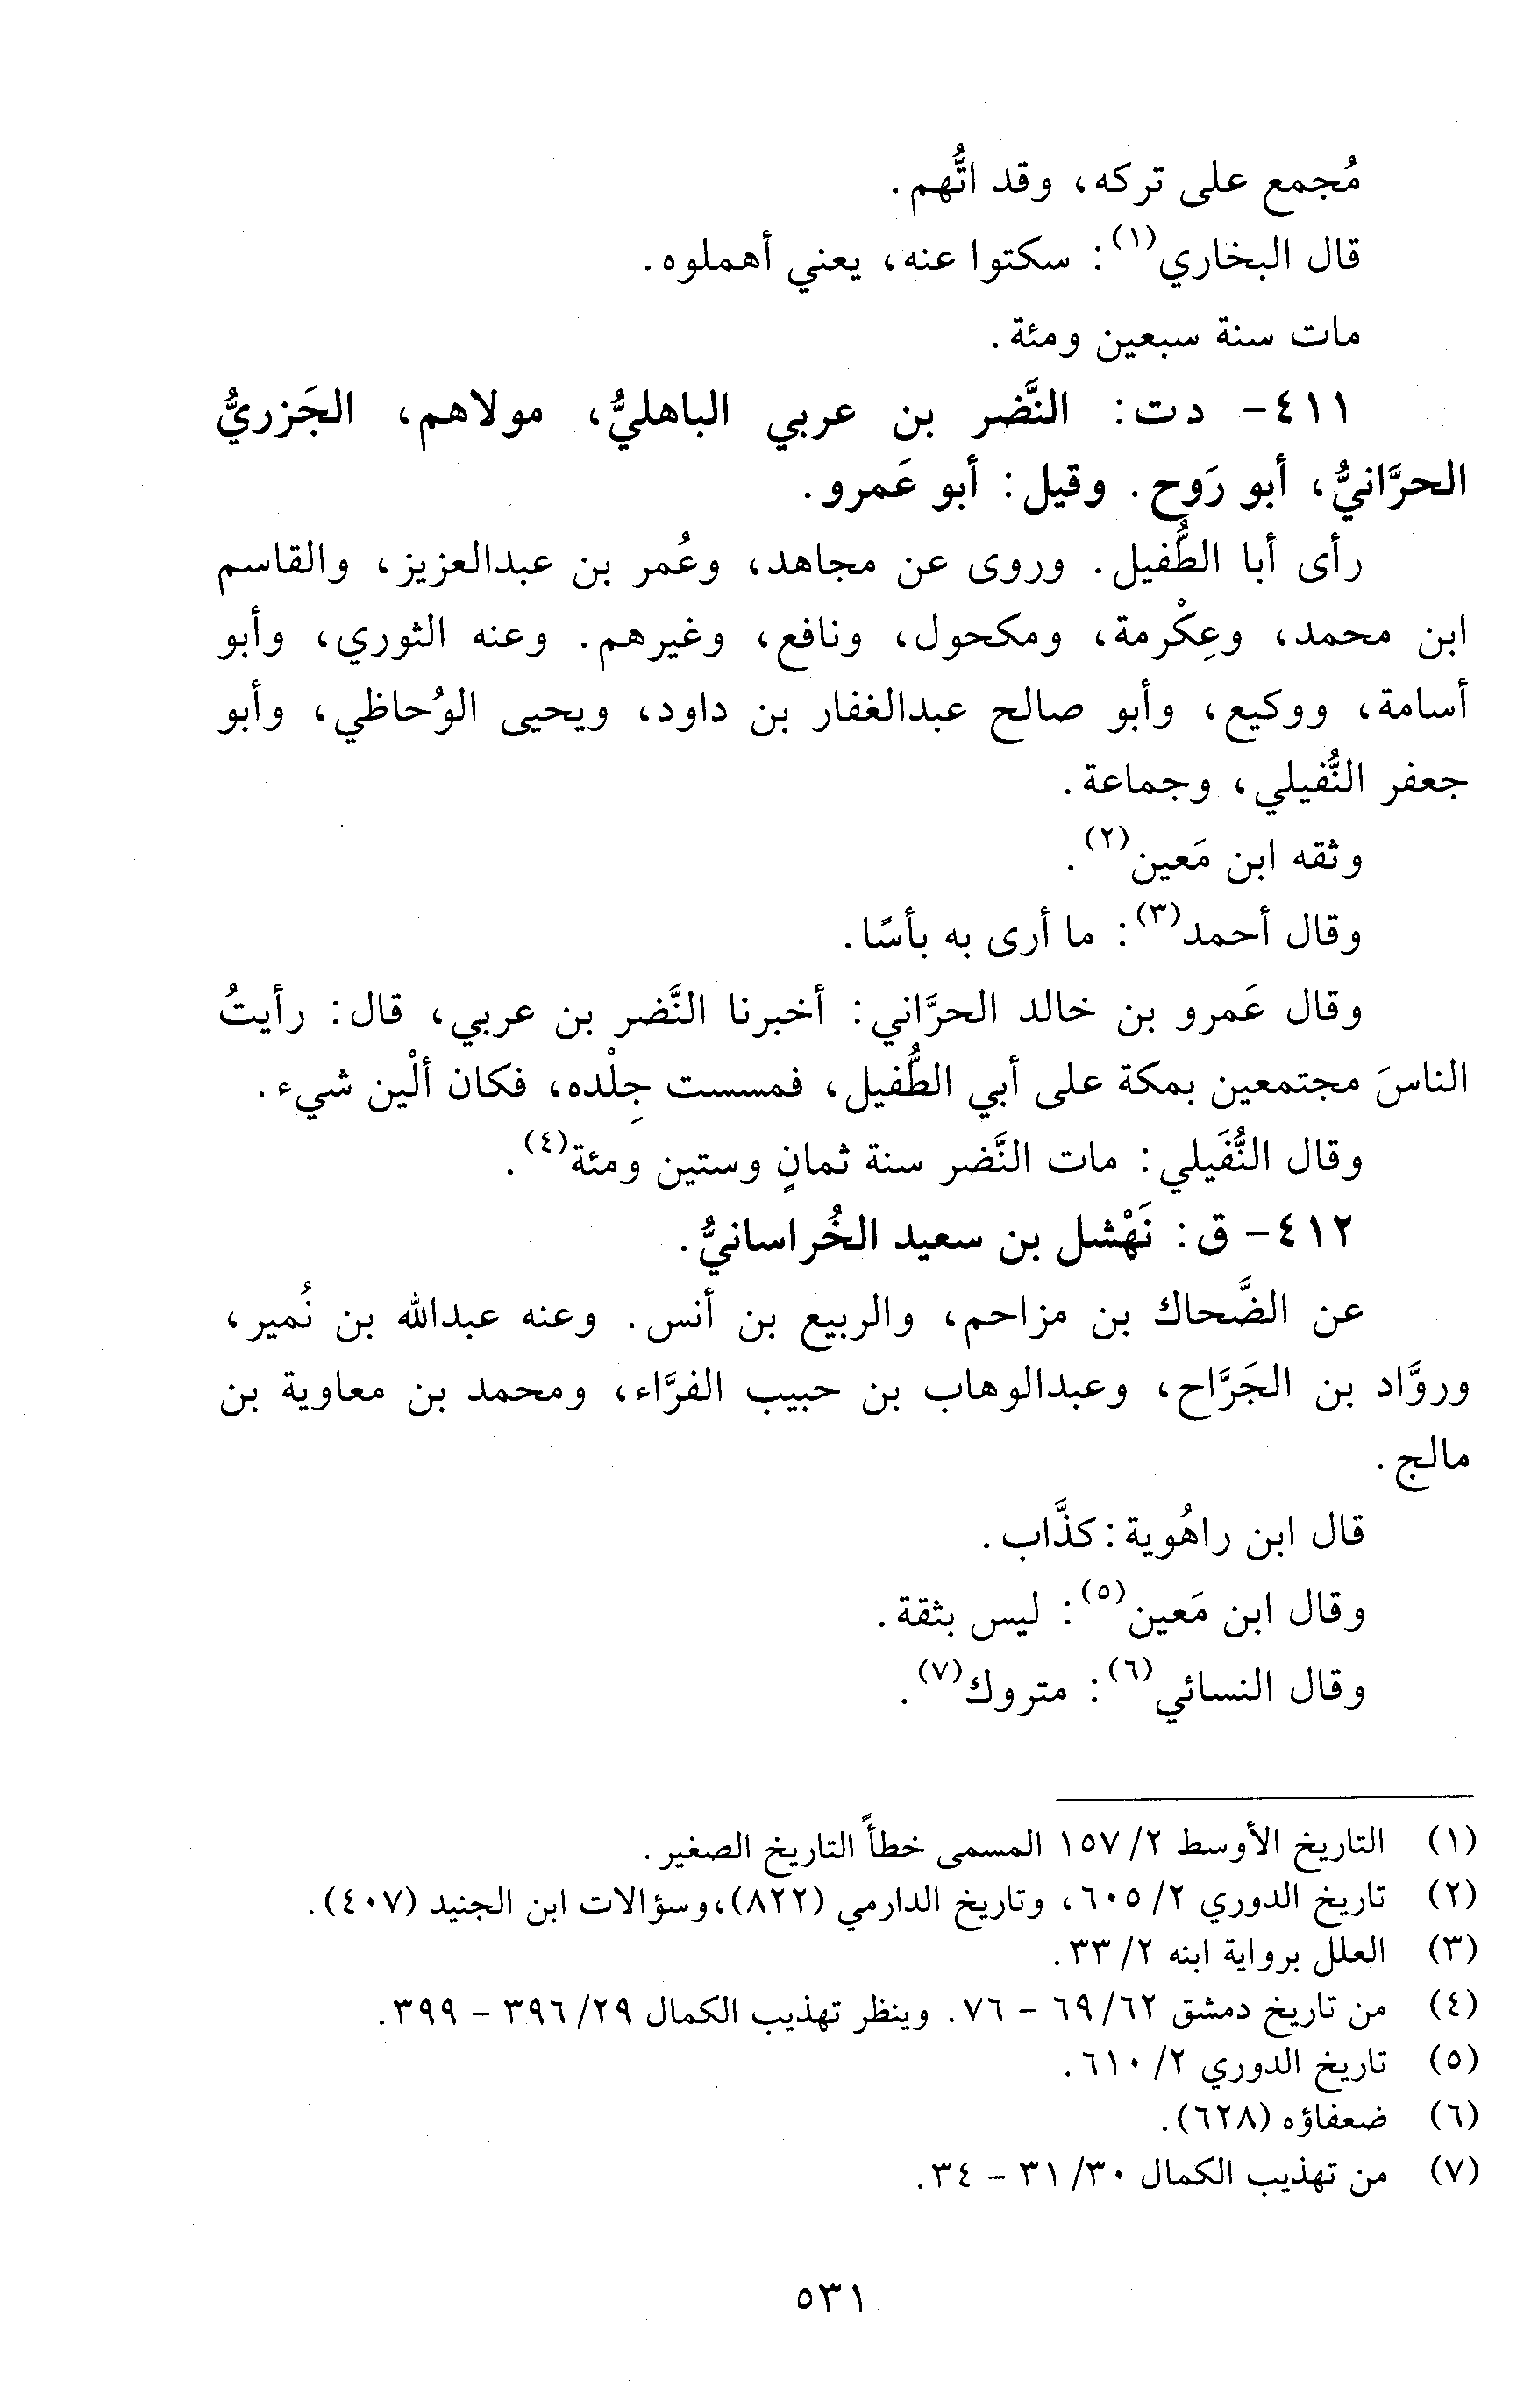 مُجمع على تركه، وقد اتُّهم.
قال البخاري(١): سكتوا عنه، يعني أهملوه.
مات سنة سبعين ومئة.
٤١١- د ت: النَّضر بن عربي الباهليُّ، مولاهم، الجَزريُّ
الحرَّانيُّ، أبو رَوح. وقيل: أبو عَمرو.
رأى أبا الطُّفيل. وروى عن مجاهد، وعُمر بن عبدالعزيز، والقاسم
ابن محمد، وعِكْرمة، ومكحول، ونافع، وغيرهم. وعنه الثوري، وأبو
أسامة، ووكيع، وأبو صالح عبدالغفار بن داود، ويحيى الوُحاظي، وأبو
جعفر النُّفيلي، وجماعة.
وثقه ابن مَعين(٢).
وقال أحمد(٣): ما أرى به بأسًا.
وقال عَمرو بن خالد الحرَّاني: أخبرنا النَّضر بن عربي، قال: رأيتُ
الناسَ مجتمعين بمكة على أبي الطُّفيل، فمسست جِلْده، فكان ألْين شيء.
وقال النُّفَيلي: مات النَّضر سنة ثمانٍ وستين ومئة(٤).
٤١٢- ق: نَهْشل بن سعيد الخُراسانيُّ.
عن الضَّحاك بن مزاحم، والربيع بن أنس. وعنه عبدالله بن نُمير،
وروَّاد بن الجَرَّاح، وعبدالوهاب بن حبيب الفرَّاء، ومحمد بن معاوية بن
مالج.
قال ابن راهُوية: كذَّاب.
وقال ابن مَعين(٥): ليس بثقة.
وقال النسائي(٦): متروك(٧).
(١) التاريخ الأوسط ٢/ ١٥٧ المسمى خطأً التاريخ الصغير.
(٢) تاريخ الدوري ٢/ ٦٠٥، وتاريخ الدارمي (٨٢٢)،وسؤالات ابن الجنيد (٤٠٧).
(٣) العلل برواية ابنه ٢/ ٣٣.
(٤) من تاريخ دمشق ٦٢/ ٦٩ - ٧٦. وينظر تهذيب الكمال ٢٩/ ٣٩٦ - ٣٩٩.
(٥) تاريخ الدوري ٢/ ٦١٠.
(٦) ضعفاؤه (٦٢٨).
(٧) من تهذيب الكمال ٣٠/ ٣١ - ٣٤.
٥٣١